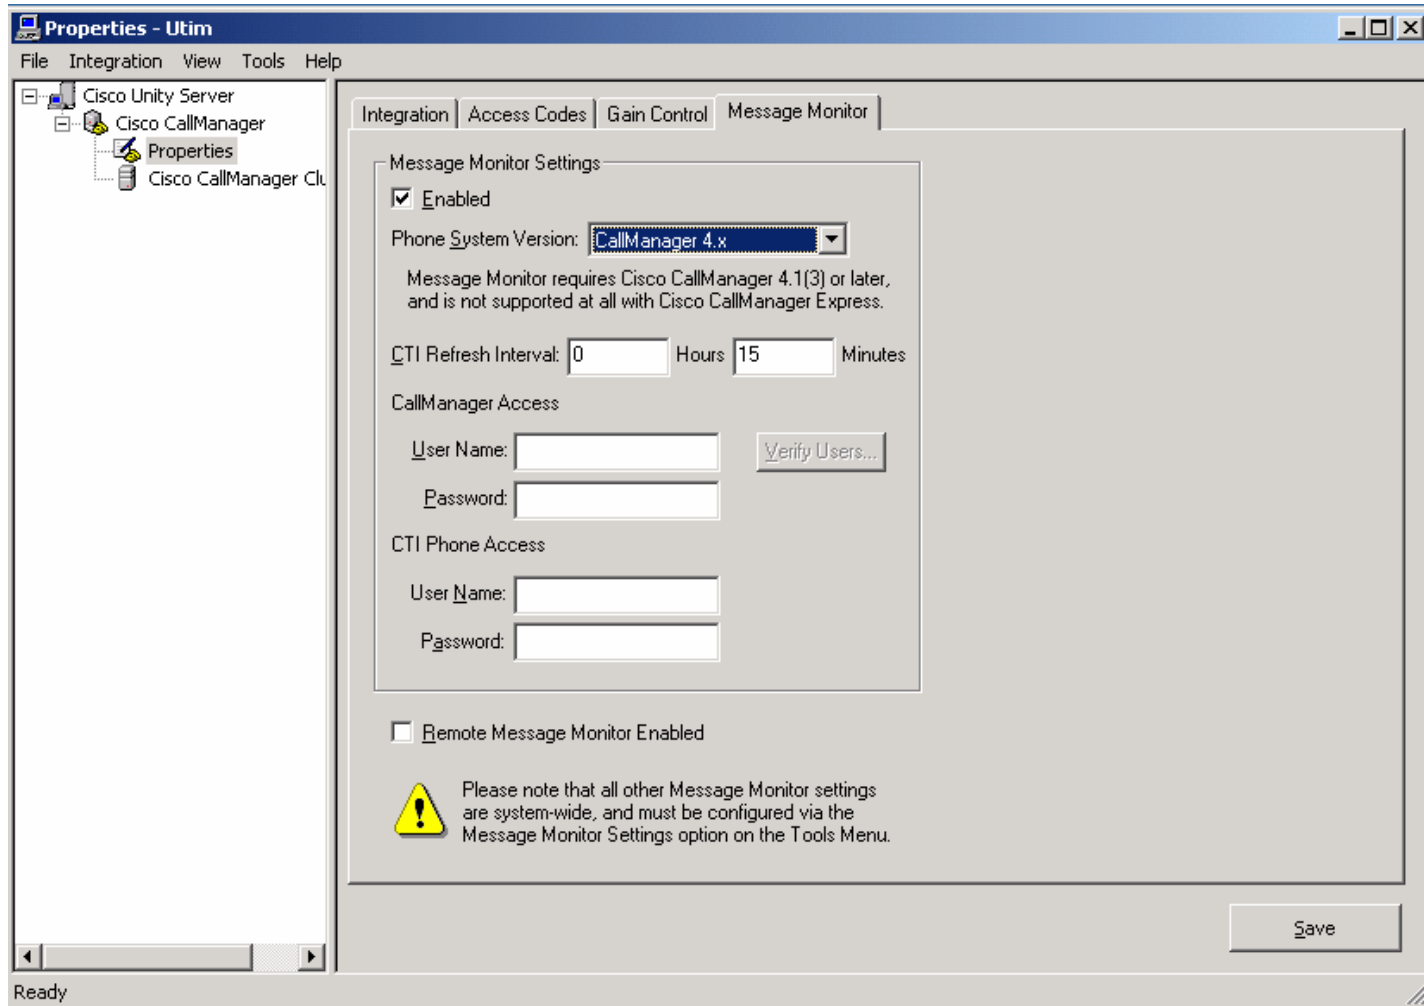 Properties - Utim
File Integration View Tools Help
Cisco Unity Server
Cisco CallManager
Properties
Cisco CallManager Clu
Integration Access Codes Gain Control Message Monitor
Message Monitor Settings
Enabled
Phone System Version: CallManager 4.x
Message Monitor requires Cisco CallManager 4.1(3) or later,
and is not supported at all with Cisco CallManager Express.
CTI Refresh Interval: 0 Hours 15 Minutes
CallManager Access
User Name:
Verify Users...
Password:
CTI Phone Access
User Name:
Password:
Remote Message Monitor Enabled
Please note that all other Message Monitor settings
are system-wide, and must be configured via the
Message Monitor Settings option on the Tools Menu.
Save
Ready